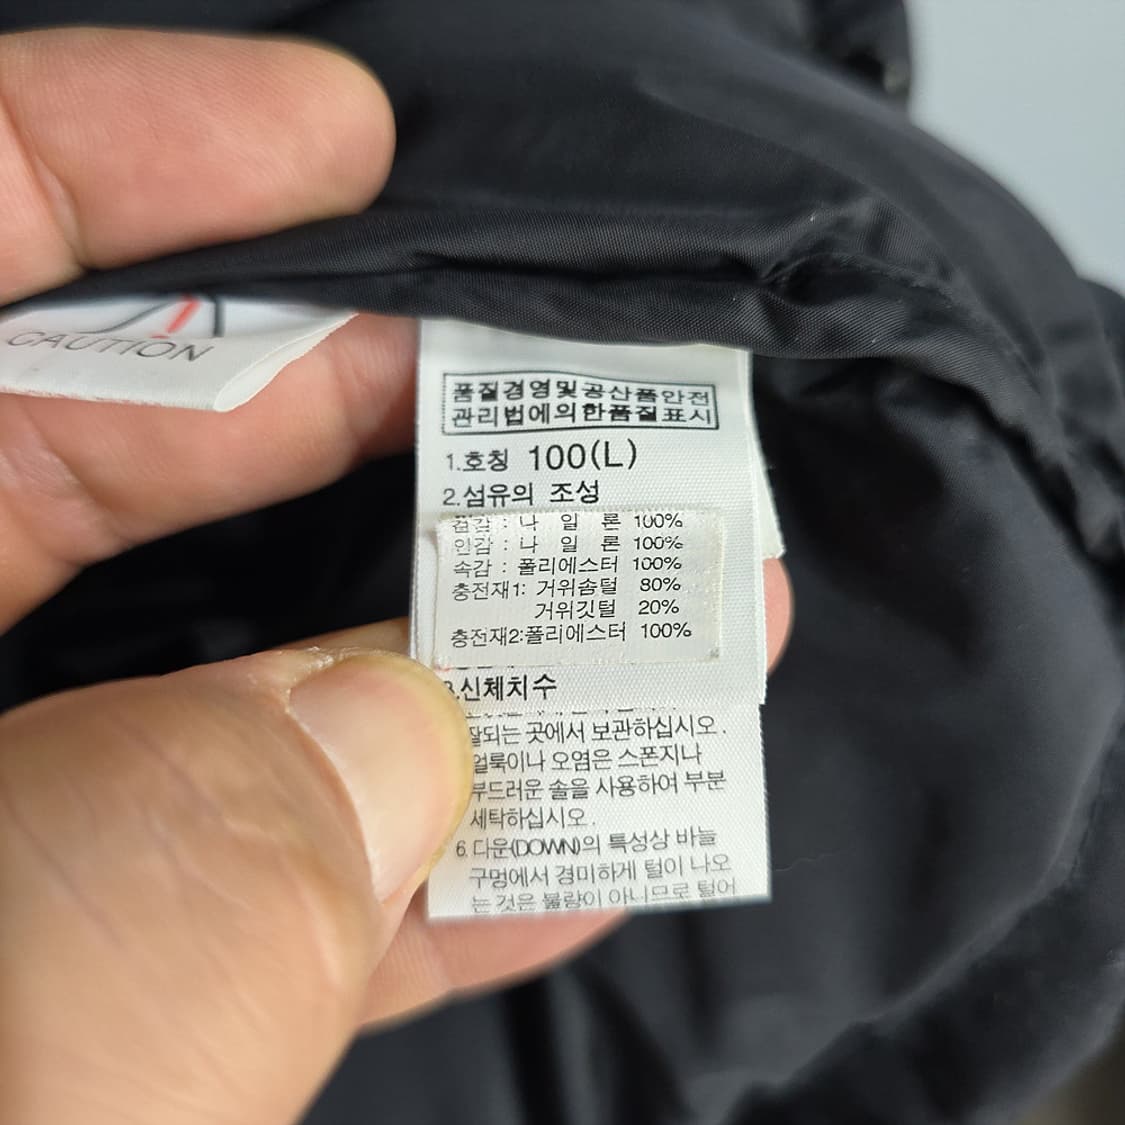 CAUTION
품질경영및공산품안전
관리법에의한품질표시
1.호칭 100(L)
2.섬유의 조성
겉감 : 나 일 론 100%
안감 : 나 일 론 100%
속감 : 폴리에스터 100%
충전재1: 거위솜털 80%
거위깃털 20%
충전재2:폴리에스터 100%
3.신체치수
잘되는 곳에서 보관하십시오.
얼룩이나 오염은 스폰지나
부드러운 솔을 사용하여 부분
세탁하십시오.
6. 다운(DOWN)의 특성상 바늘
구멍에서 경미하게 털이 나오
는 것은 불량이 아니므로 털어